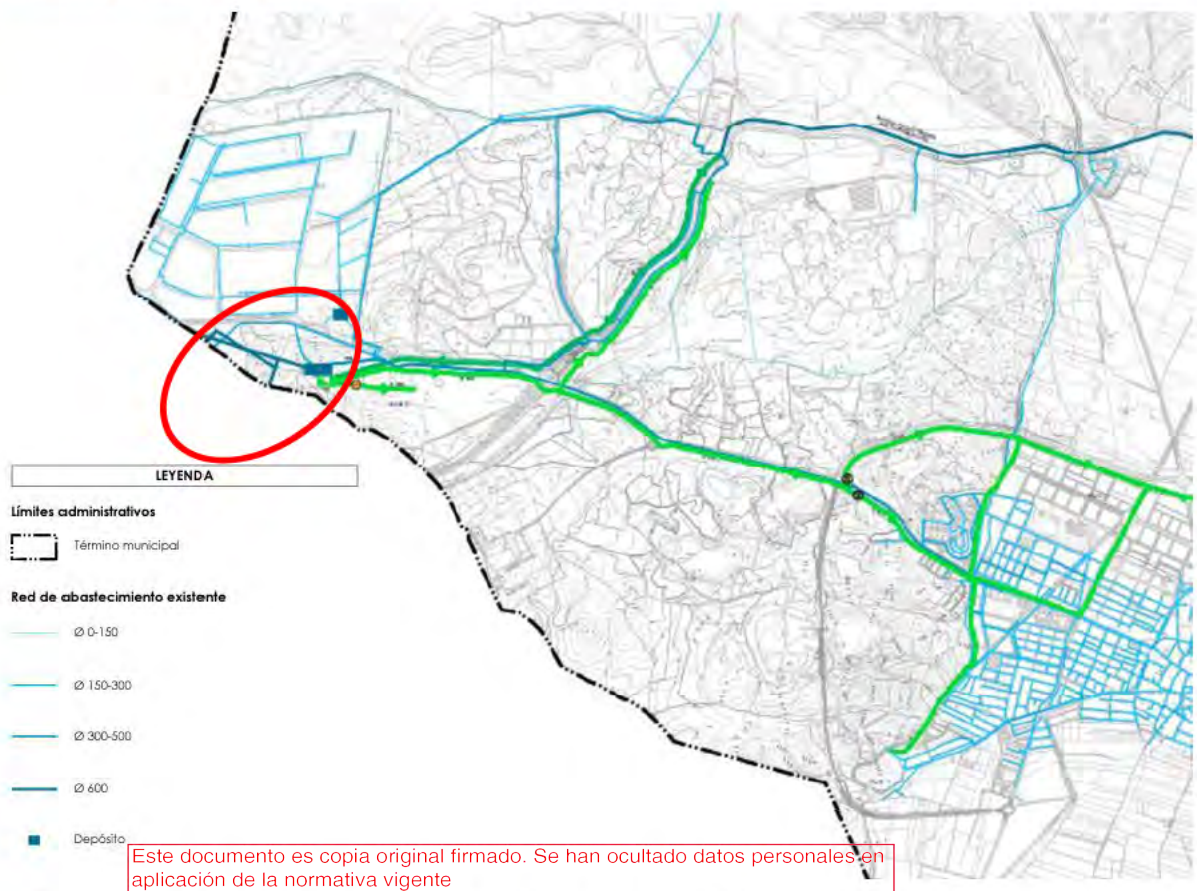 LEYENDA
Límites administrativos
Término municipal
Red de abastecimiento existente
Ø 0-150
Ø 150-300
Ø 300-500
Ø 600
Depósito
Este documento es copia original firmado. Se han ocultado datos personales en
aplicación de la normativa vigente